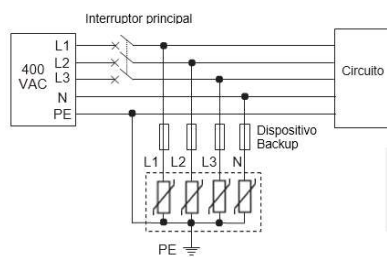 Interruptor principal
400
VAC
L1
L2
L3
N
PE
Circuito
Dispositivo
Backup
L1 L2 L3 N
PE